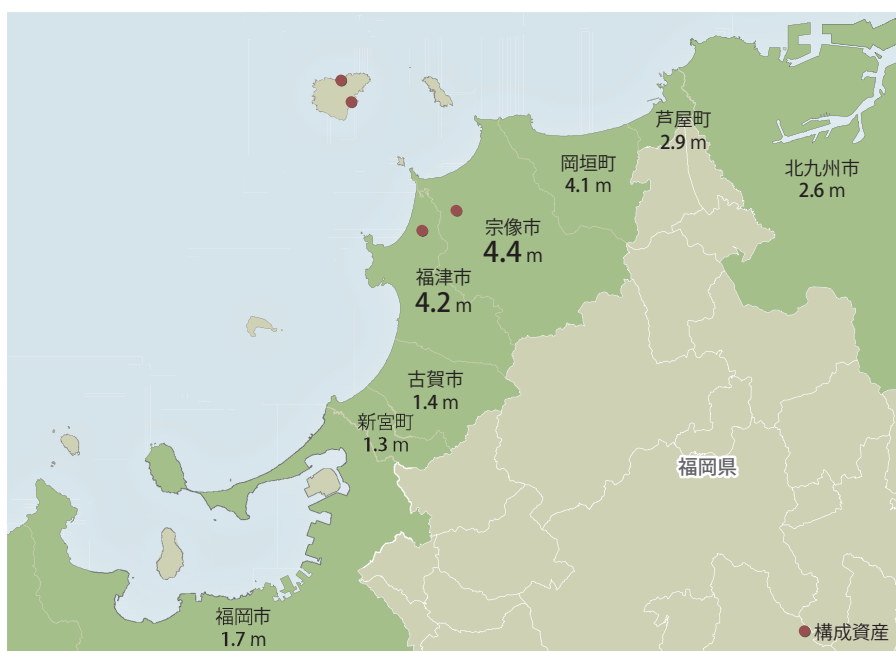 芦屋町
2.9 m
岡垣町
4.1 m
北九州市
2.6 m
宗像市
4.4 m
福津市
4.2 m
古賀市
1.4 m
新宮町
1.3 m
福岡県
福岡市
1.7 m
構成資産